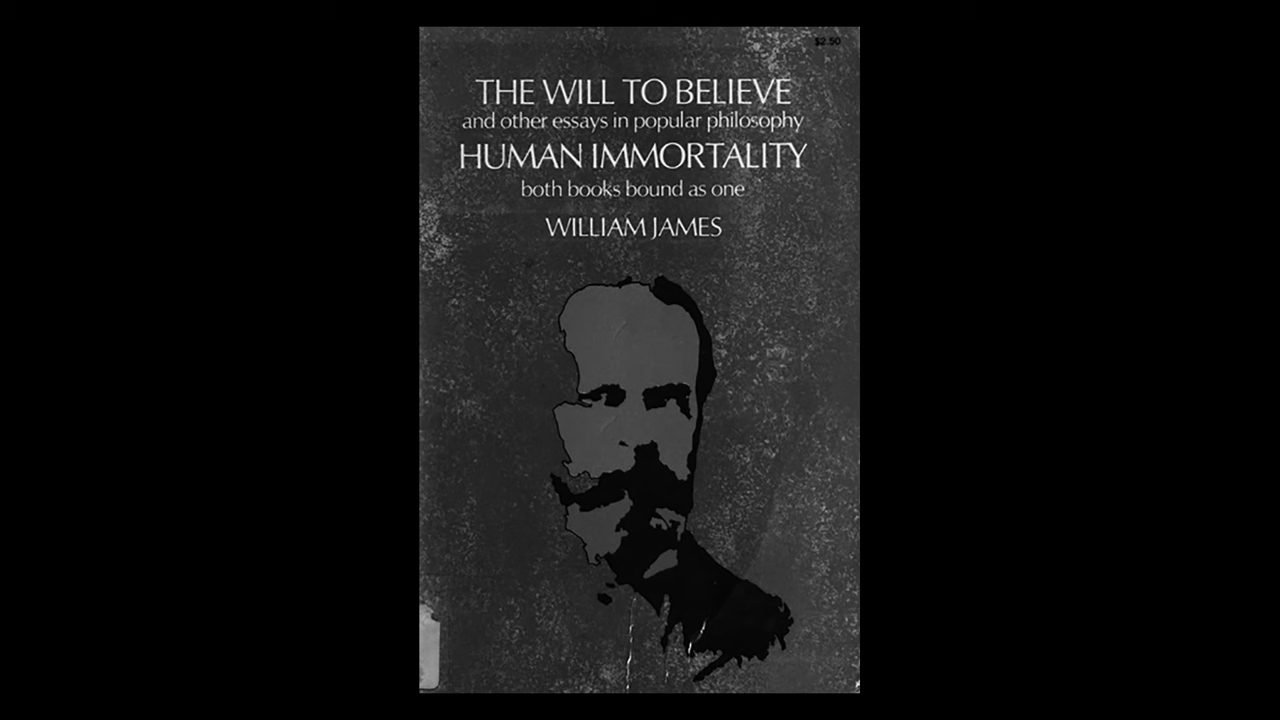 $2.50
THE WILL TO BELIEVE
and other essays in popular philosophy
HUMAN IMMORTALITY
both books bound as one
WILLIAM JAMES